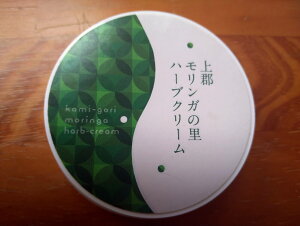 上郡
モリンガの里
ハーブクリーム
kami-gori
moringa
herb-cream